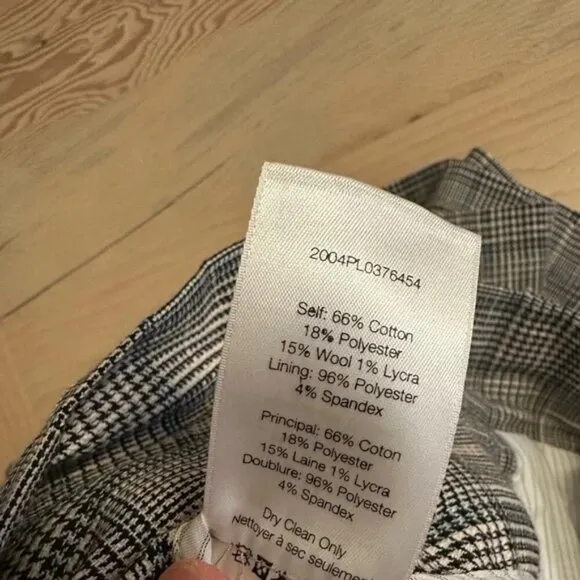 2004PL0376454
Self: 66% Cotton
18% Polyester
15% Wool 1% Lycra
Lining: 96% Polyester
4% Spandex
Principal: 66% Coton
18% Polyester
15% Laine 1% Lycra
Doublure: 96% Polyester
4% Spandex
Dry Clean Only
Nettoyer à sec seulement